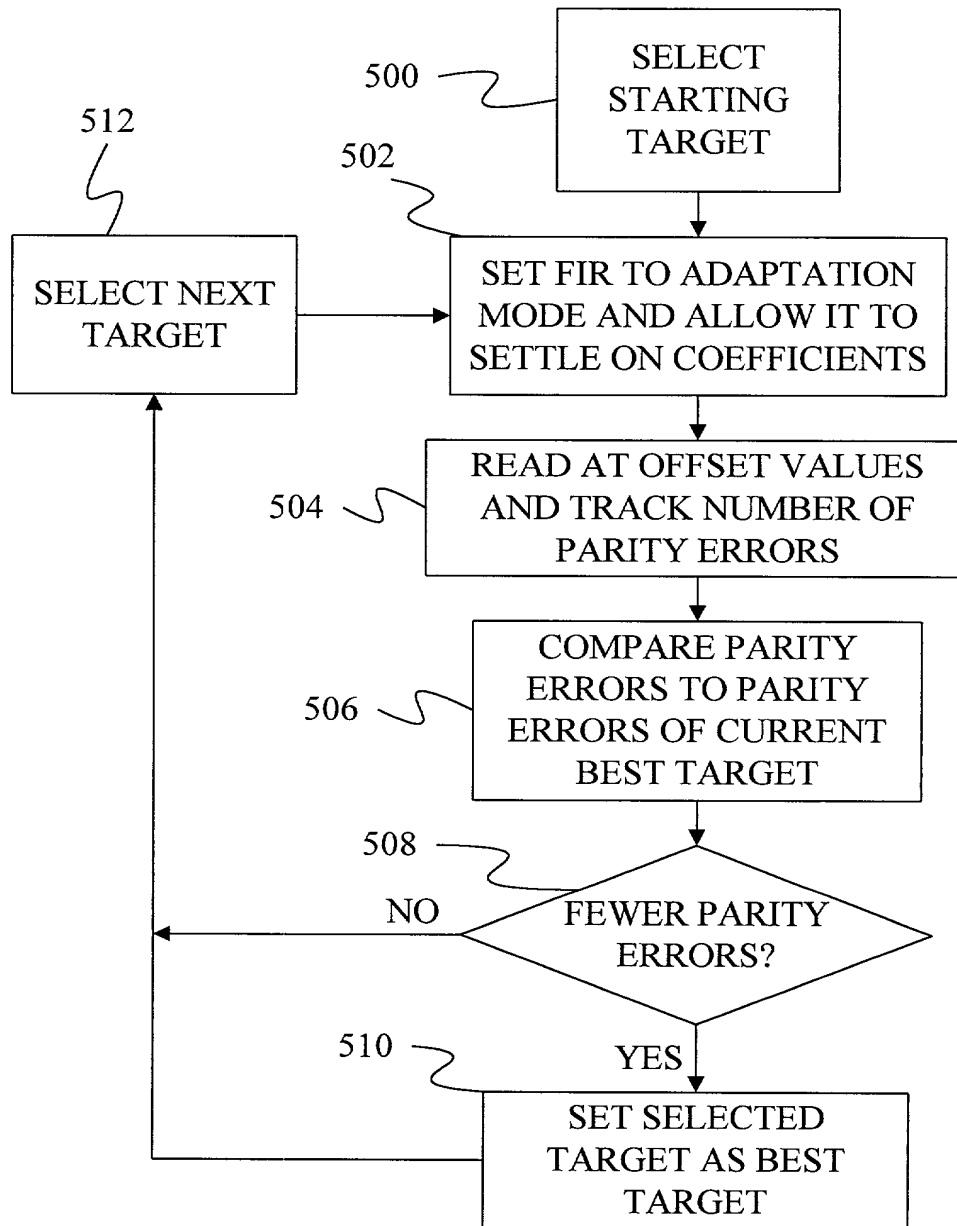 500
SELECT
STARTING
TARGET
512
502
SELECT NEXT
TARGET
SET FIR TO ADAPTATION
MODE AND ALLOW IT TO
SETTLE ON COEFFICIENTS
504
READ AT OFFSET VALUES
AND TRACK NUMBER OF
PARITY ERRORS
506
COMPARE PARITY
ERRORS TO PARITY
ERRORS OF CURRENT
BEST TARGET
508
NO
FEWER PARITY
ERRORS?
YES
510
SET SELECTED
TARGET AS BEST
TARGET